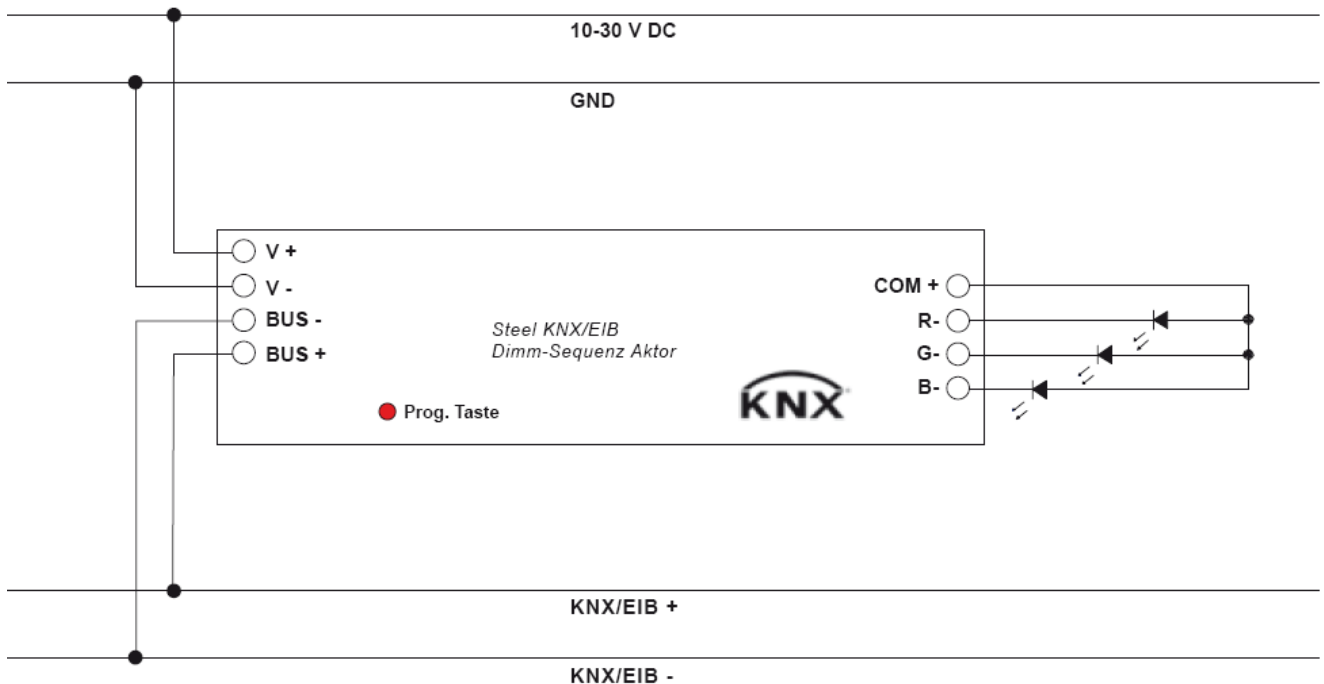 10-30 V DC
GND
V +
V -
BUS -
BUS +
Steel KNX/EIB
Dimm-Sequenz Aktor
Prog. Taste
KNX
COM +
R-
G-
B-
KNX/EIB +
KNX/EIB -